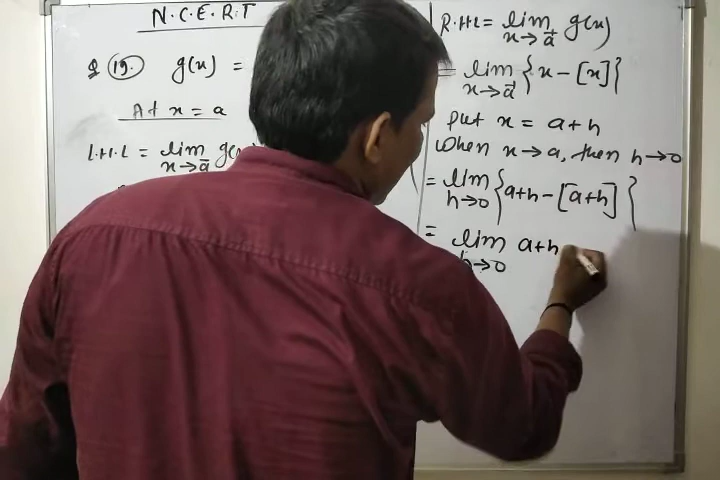 N.C.E.R.T
Q 19. g(x) =
At x = a
L.H.L = lim g(x
x→a⁻
R.H.L = lim g(x)
x→a⁺
= lim {x - [x]}
x→a⁺
Put x = a+h
When x→a, then h→0
= lim {a+h - [a+h]}
h→0
= lim a+h
h→0